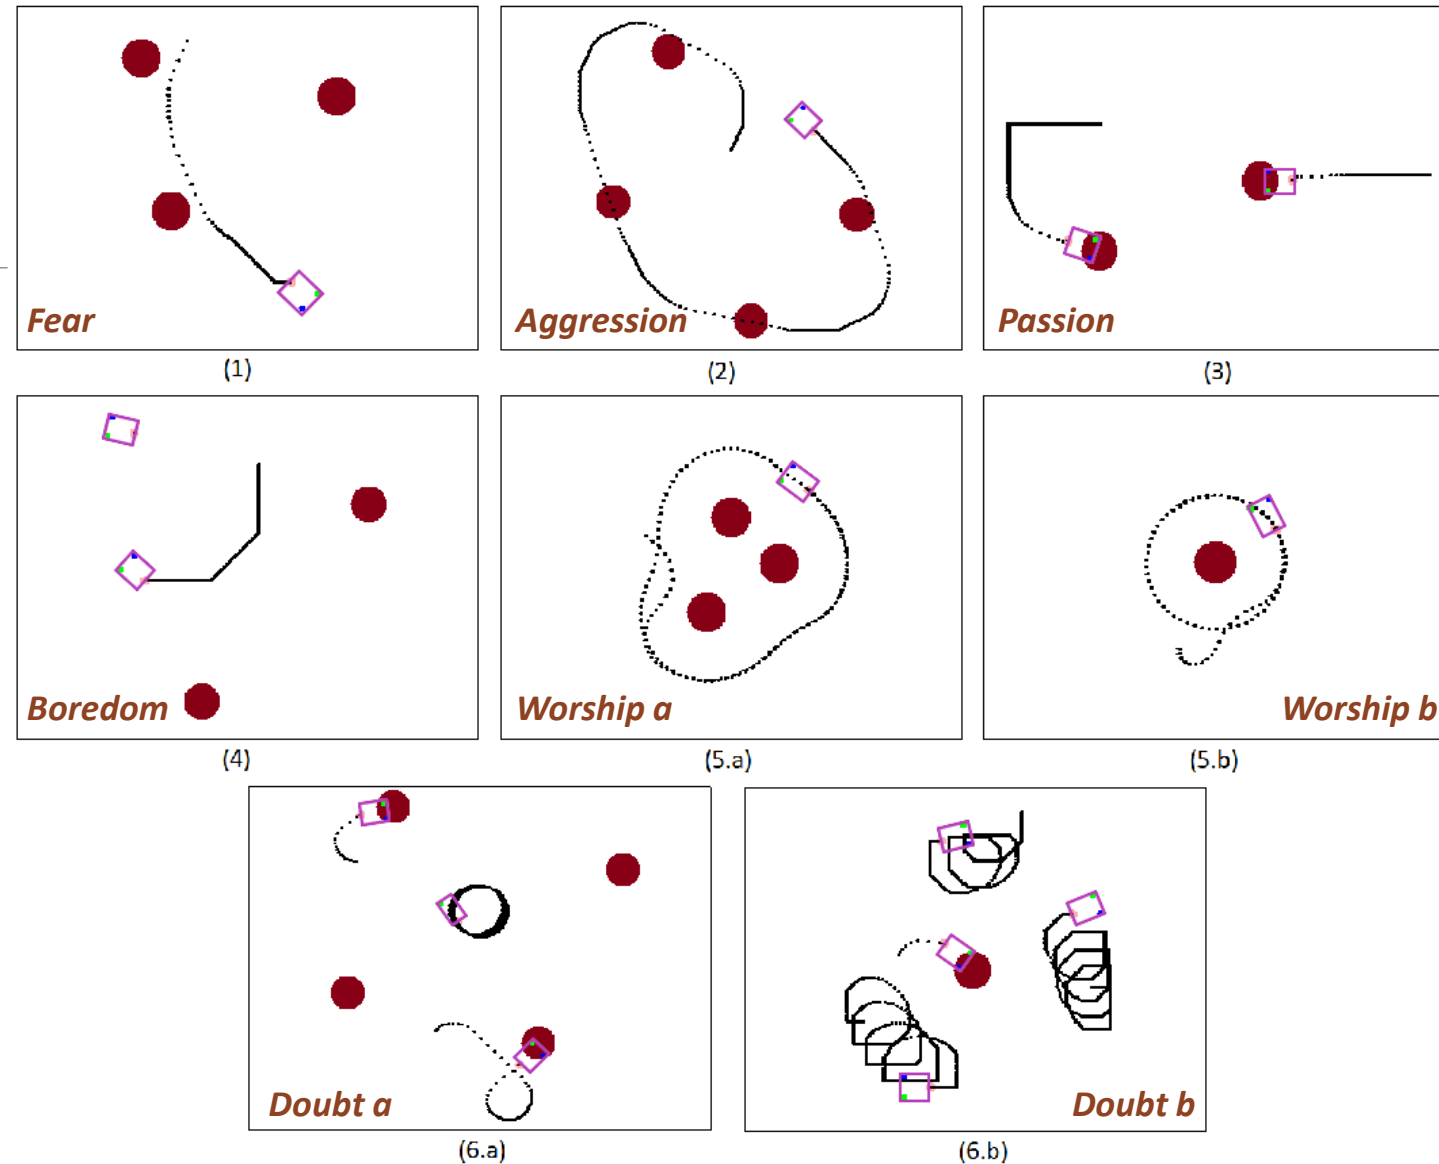 Fear
(1)
Aggression
(2)
Passion
(3)
Boredom
(4)
Worship a
(5.a)
Worship b
(5.b)
Doubt a
(6.a)
Doubt b
(6.b)